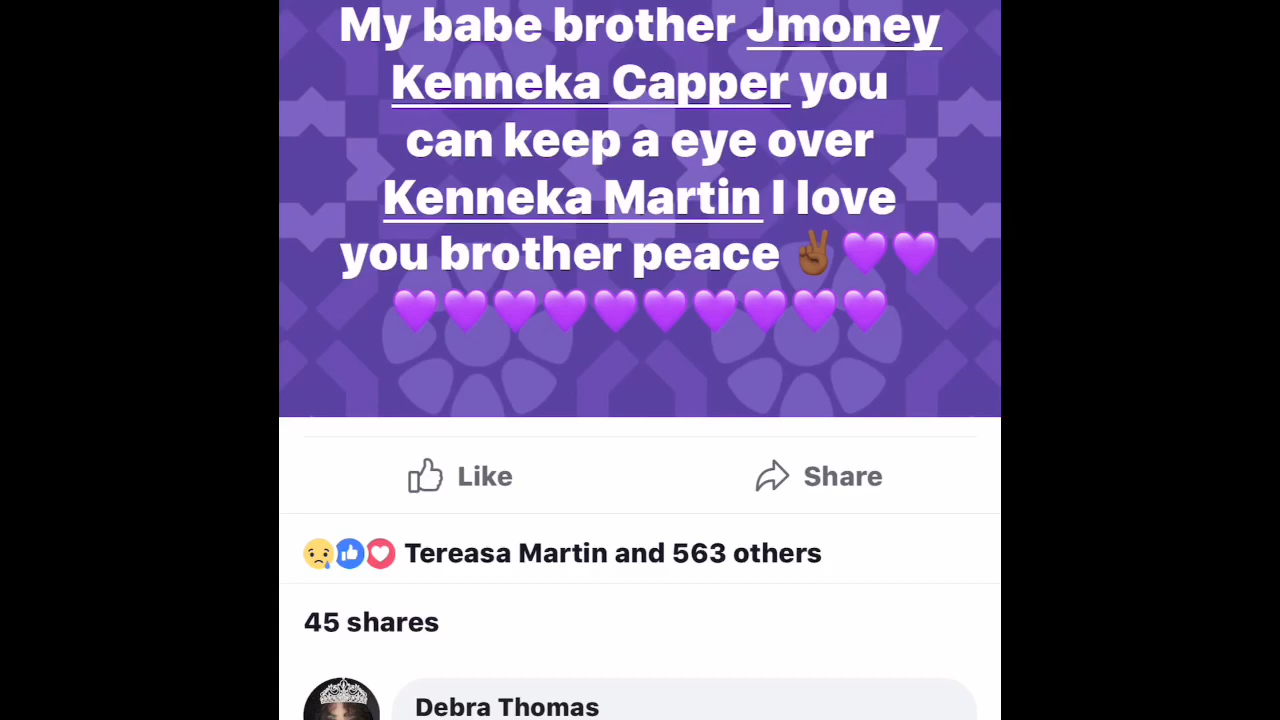 My babe brother Jmoney
Kenneka Capper you
can keep a eye over
Kenneka Martin I love
you brother peace ✌🏾💜💜
💜💜💜💜💜💜💜💜💜💜
Like
Share
Tereasa Martin and 563 others
45 shares
Debra Thomas